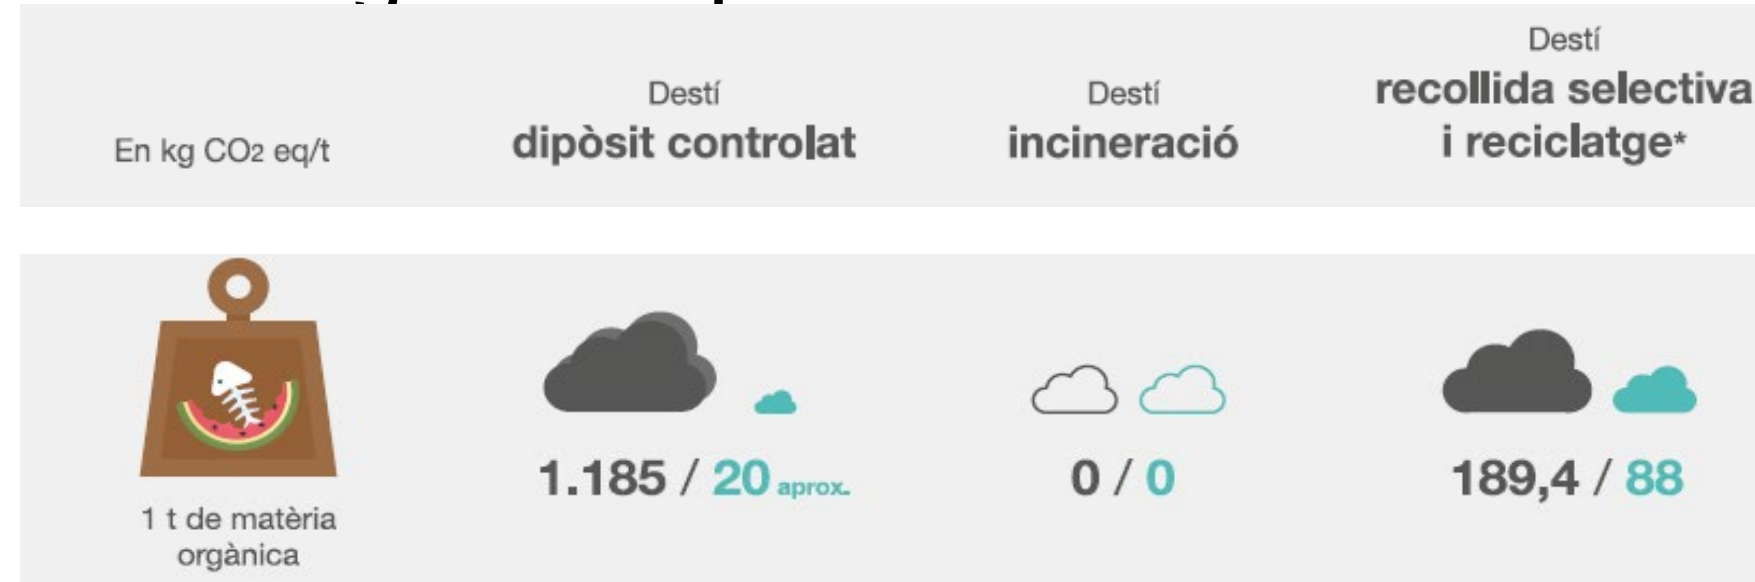 En kg CO2 eq/t
Destí
dipòsit controlat
Destí
incineració
Destí
recollida selectiva
i reciclatge*
1 t de matèria
orgànica
1.185 / 20 aprox.
0 / 0
189,4 / 88